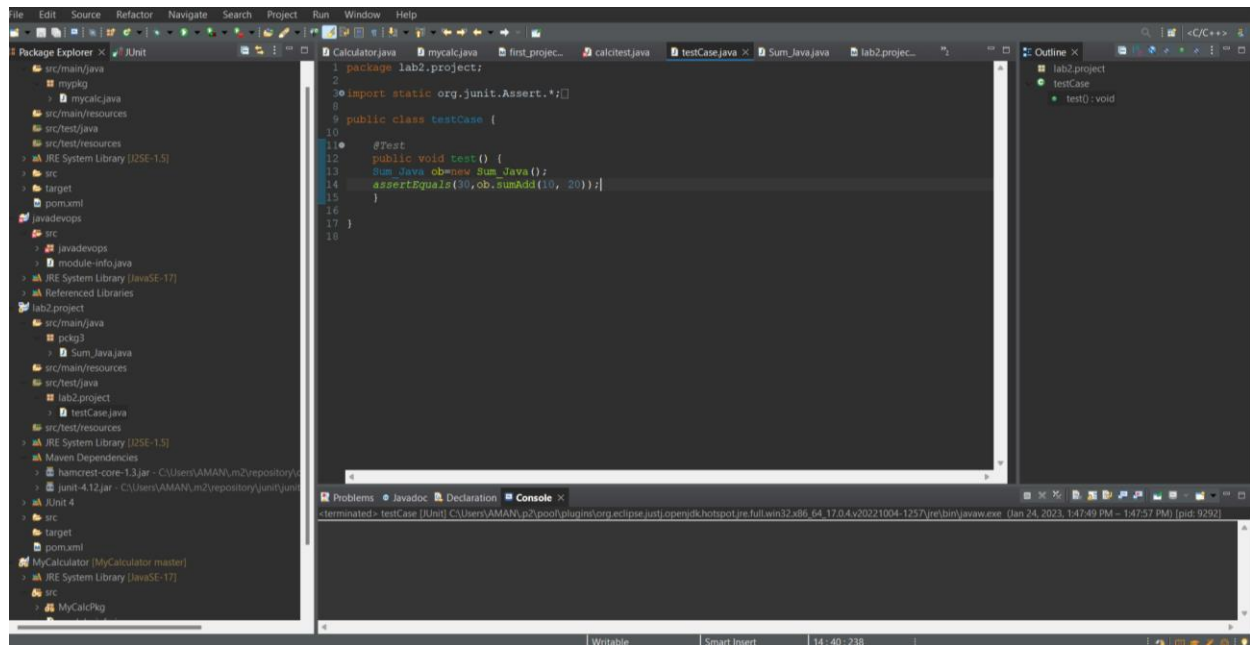 File Edit Source Refactor Navigate Search Project Run Window Help
<C/C++>
Package Explorer × JUnit
src/main/java
mypkg
> mycalc.java
src/main/resources
src/test/java
src/test/resources
> JRE System Library [J2SE-1.5]
> src
> target
pom.xml
javadevops
src
> javadevops
> module-info.java
> JRE System Library [JavaSE-17]
> Referenced Libraries
lab2.project
src/main/java
pckg3
> Sum_Java.java
src/main/resources
src/test/java
lab2.project
> testCase.java
src/test/resources
> JRE System Library [J2SE-1.5]
Maven Dependencies
> hamcrest-core-1.3.jar - C:\Users\AMAN\.m2\repository\o
> junit-4.12.jar - C:\Users\AMAN\.m2\repository\junit\junit
> JUnit 4
> src
target
pom.xml
MyCalculator [MyCalculator master]
> JRE System Library [JavaSE-17]
src
> MyCalcPkg
Calculator.java mycalc.java first_projec... calcitest.java testCase.java × Sum_Java.java lab2.projec... "1
1 package lab2.project;
2
3 import static org.junit.Assert.*;
8
9 public class testCase {
10
11 @Test
12 public void test() {
13 Sum_Java ob=new Sum_Java();
14 assertEquals(30,ob.sumAdd(10, 20));
15 }
16
17 }
18
Outline ×
lab2.project
testCase
test() : void
Problems Javadoc Declaration Console ×
<terminated> testCase [JUnit] C:\Users\AMAN\.p2\pool\plugins\org.eclipse.justj.openjdk.hotspot.jre.full.win32.x86_64_17.0.4.v20221004-1257\jre\bin\javaw.exe (Jan 24, 2023, 1:47:49 PM – 1:47:57 PM) [pid: 9292]
Writable Smart Insert 14 : 40 : 238